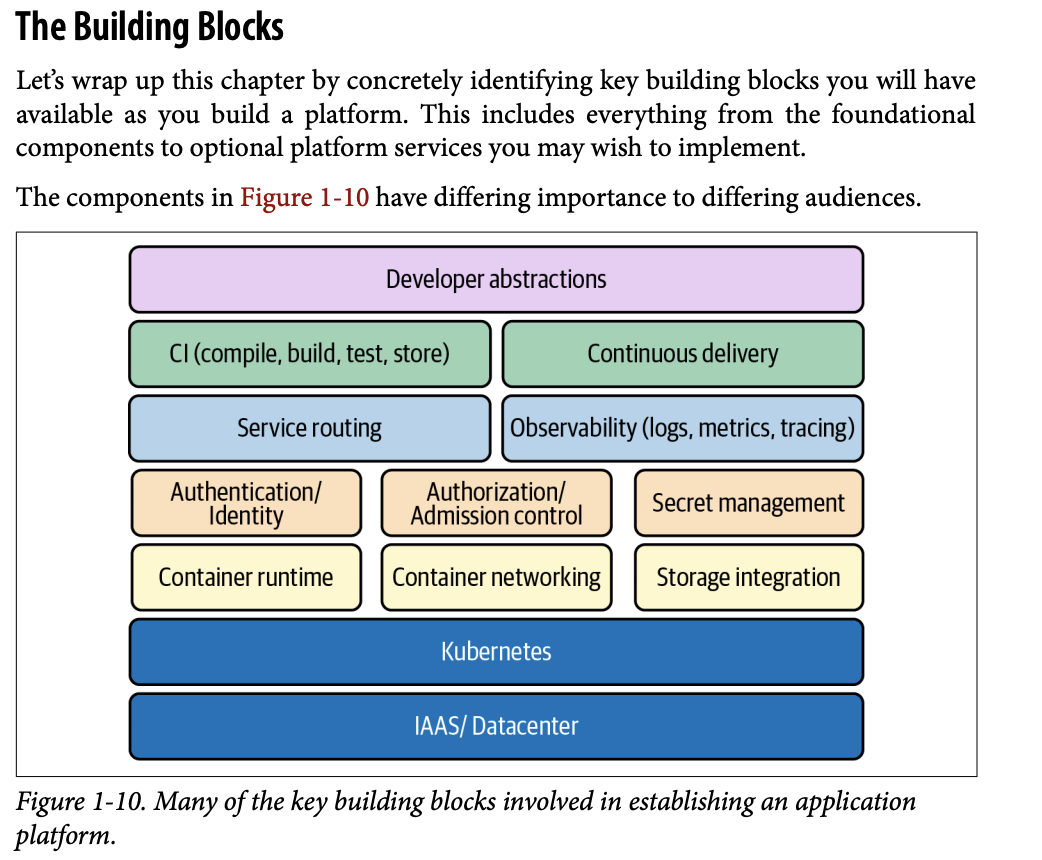 The Building Blocks
Let’s wrap up this chapter by concretely identifying key building blocks you will have
available as you build a platform. This includes everything from the foundational
components to optional platform services you may wish to implement.
The components in Figure 1-10 have differing importance to differing audiences.
Developer abstractions
CI (compile, build, test, store)
Continuous delivery
Service routing
Observability (logs, metrics, tracing)
Authentication/
Identity
Authorization/
Admission control
Secret management
Container runtime
Container networking
Storage integration
Kubernetes
IAAS/ Datacenter
Figure 1-10. Many of the key building blocks involved in establishing an application
platform.